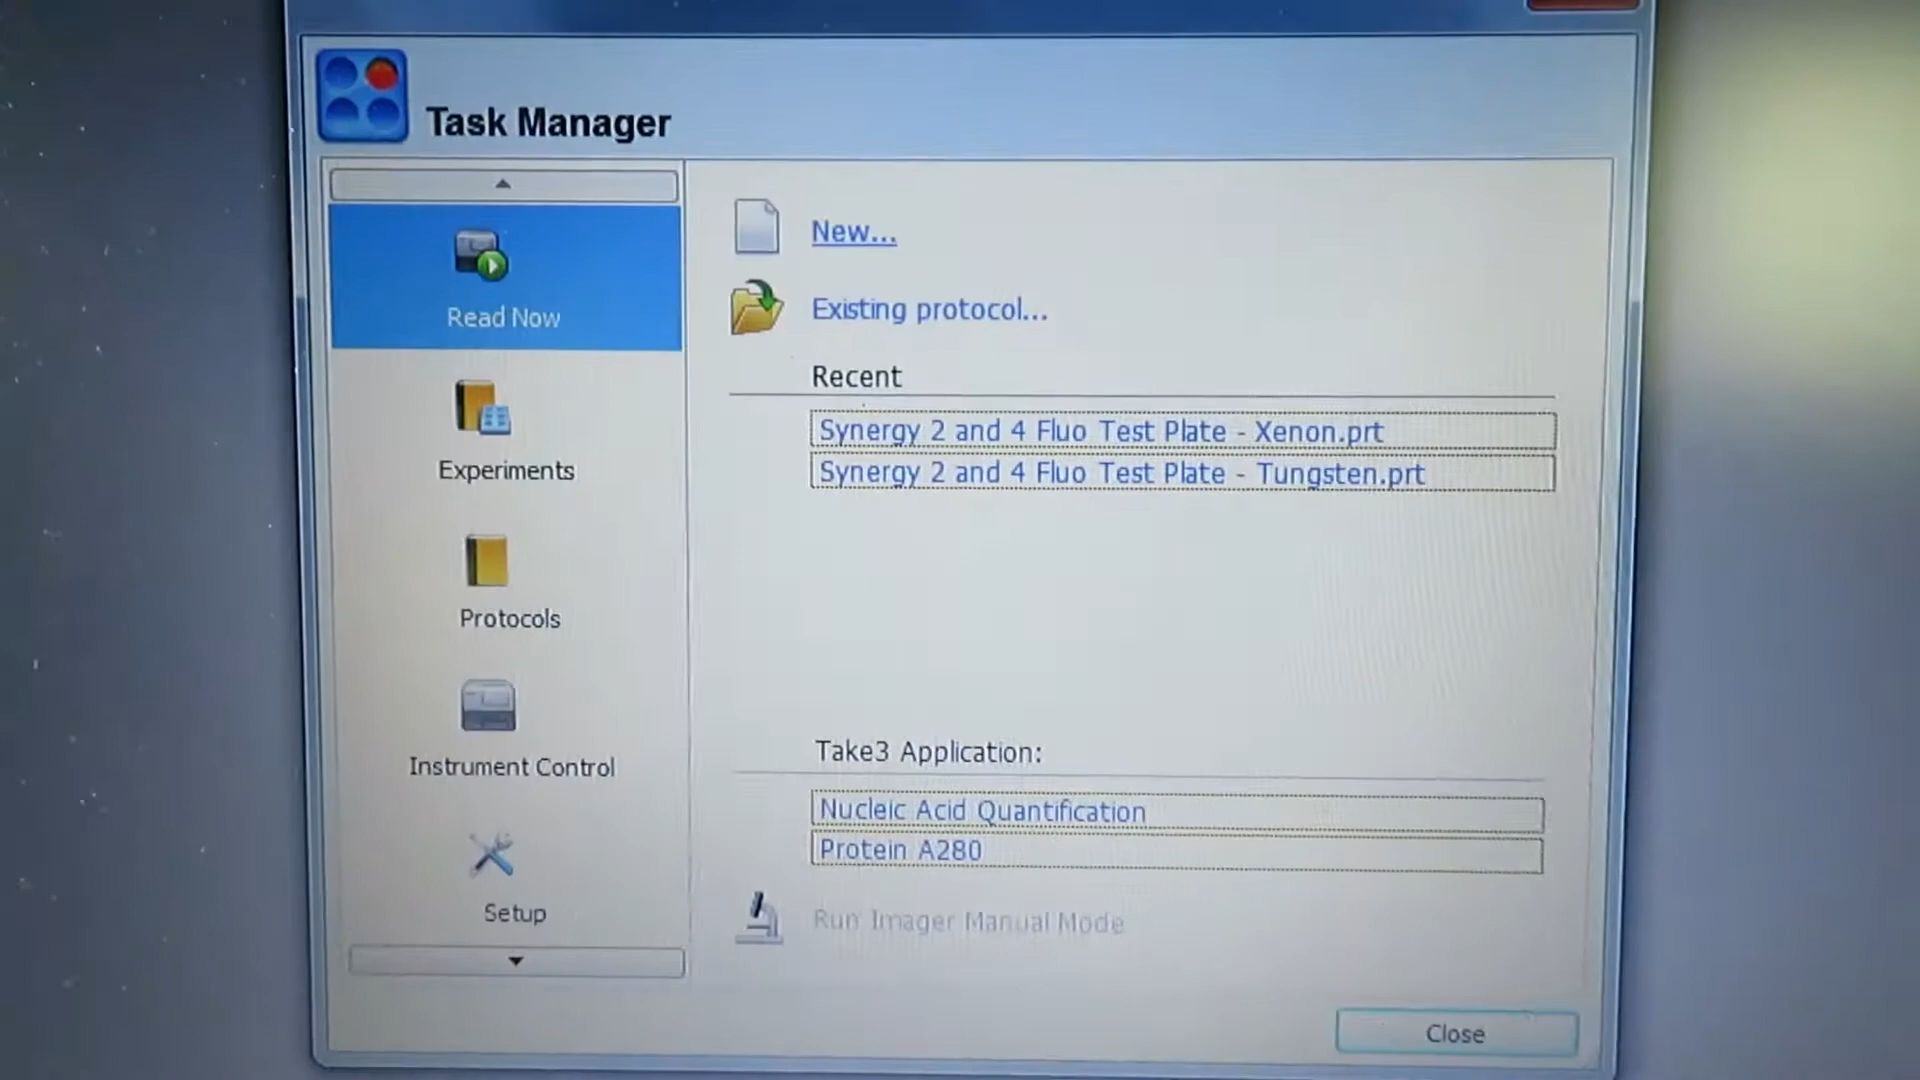 Task Manager
Read Now
Experiments
Protocols
Instrument Control
Setup
New...
Existing protocol...
Recent
Synergy 2 and 4 Fluo Test Plate - Xenon.prt
Synergy 2 and 4 Fluo Test Plate - Tungsten.prt
Take3 Application:
Nucleic Acid Quantification
Protein A280
Run Imager Manual Mode
Close